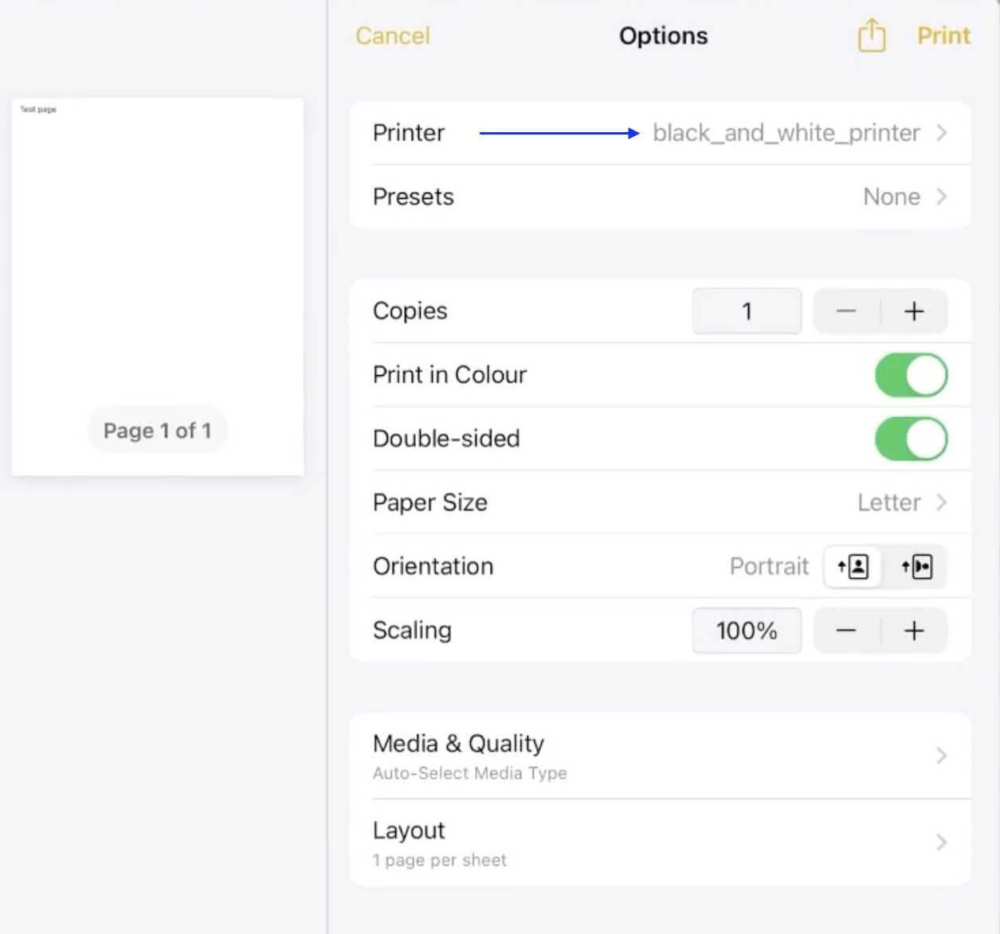 Cancel
Options
Print
Test page
Page 1 of 1
Printer black_and_white_printer
Presets None
Copies 1
Print in Colour
Double-sided
Paper Size Letter
Orientation Portrait
Scaling 100%
Media & Quality
Auto-Select Media Type
Layout
1 page per sheet